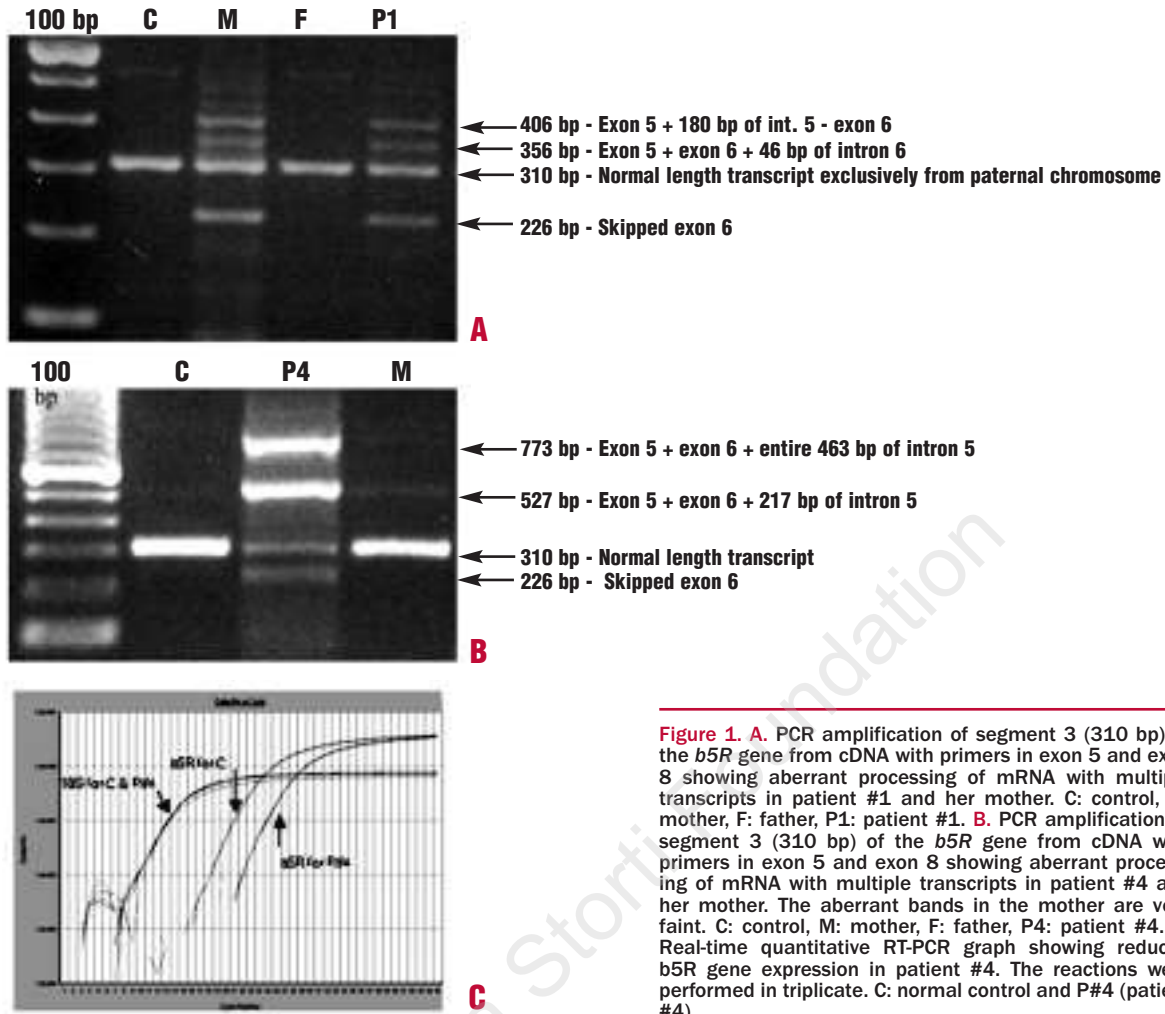 100 bp C M F P1
406 bp - Exon 5 + 180 bp of int. 5 - exon 6
356 bp - Exon 5 + exon 6 + 46 bp of intron 6
310 bp - Normal length transcript exclusively from paternal chromosome
226 bp - Skipped exon 6
A
100 C P4 M
bp
773 bp - Exon 5 + exon 6 + entire 463 bp of intron 5
527 bp - Exon 5 + exon 6 + 217 bp of intron 5
310 bp - Normal length transcript
226 bp - Skipped exon 6
B
C
Figure 1. A. PCR amplification of segment 3 (310 bp)
the b5R gene from cDNA with primers in exon 5 and ex
8 showing aberrant processing of mRNA with multip
transcripts in patient #1 and her mother. C: control,
mother, F: father, P1: patient #1. B. PCR amplification
segment 3 (310 bp) of the b5R gene from cDNA w
primers in exon 5 and exon 8 showing aberrant proces
ing of mRNA with multiple transcripts in patient #4 a
her mother. The aberrant bands in the mother are ve
faint. C: control, M: mother, F: father, P4: patient #4.
Real-time quantitative RT-PCR graph showing reduc
b5R gene expression in patient #4. The reactions we
performed in triplicate. C: normal control and P#4 (patie
#4)
Storti Foundation